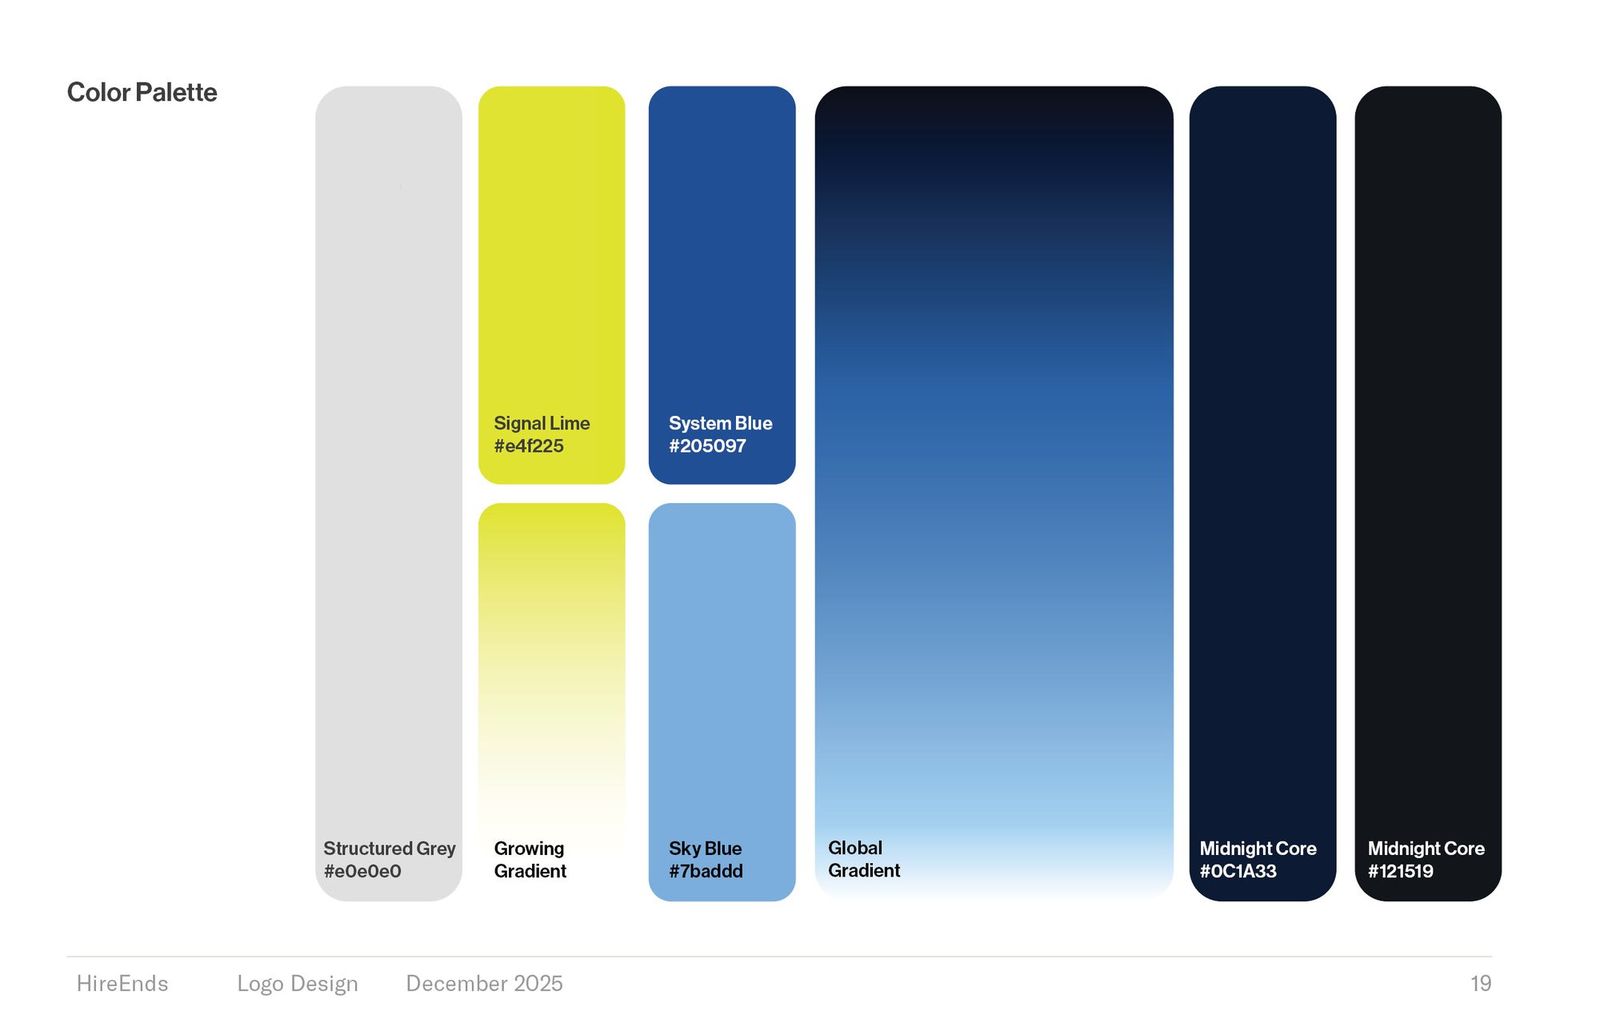 Color Palette
Signal Lime
#e4f225
System Blue
#205097
Structured Grey
#e0e0e0
Growing
Gradient
Sky Blue
#7baddd
Global
Gradient
Midnight Core
#0C1A33
Midnight Core
#121519
HireEnds Logo Design December 2025 19